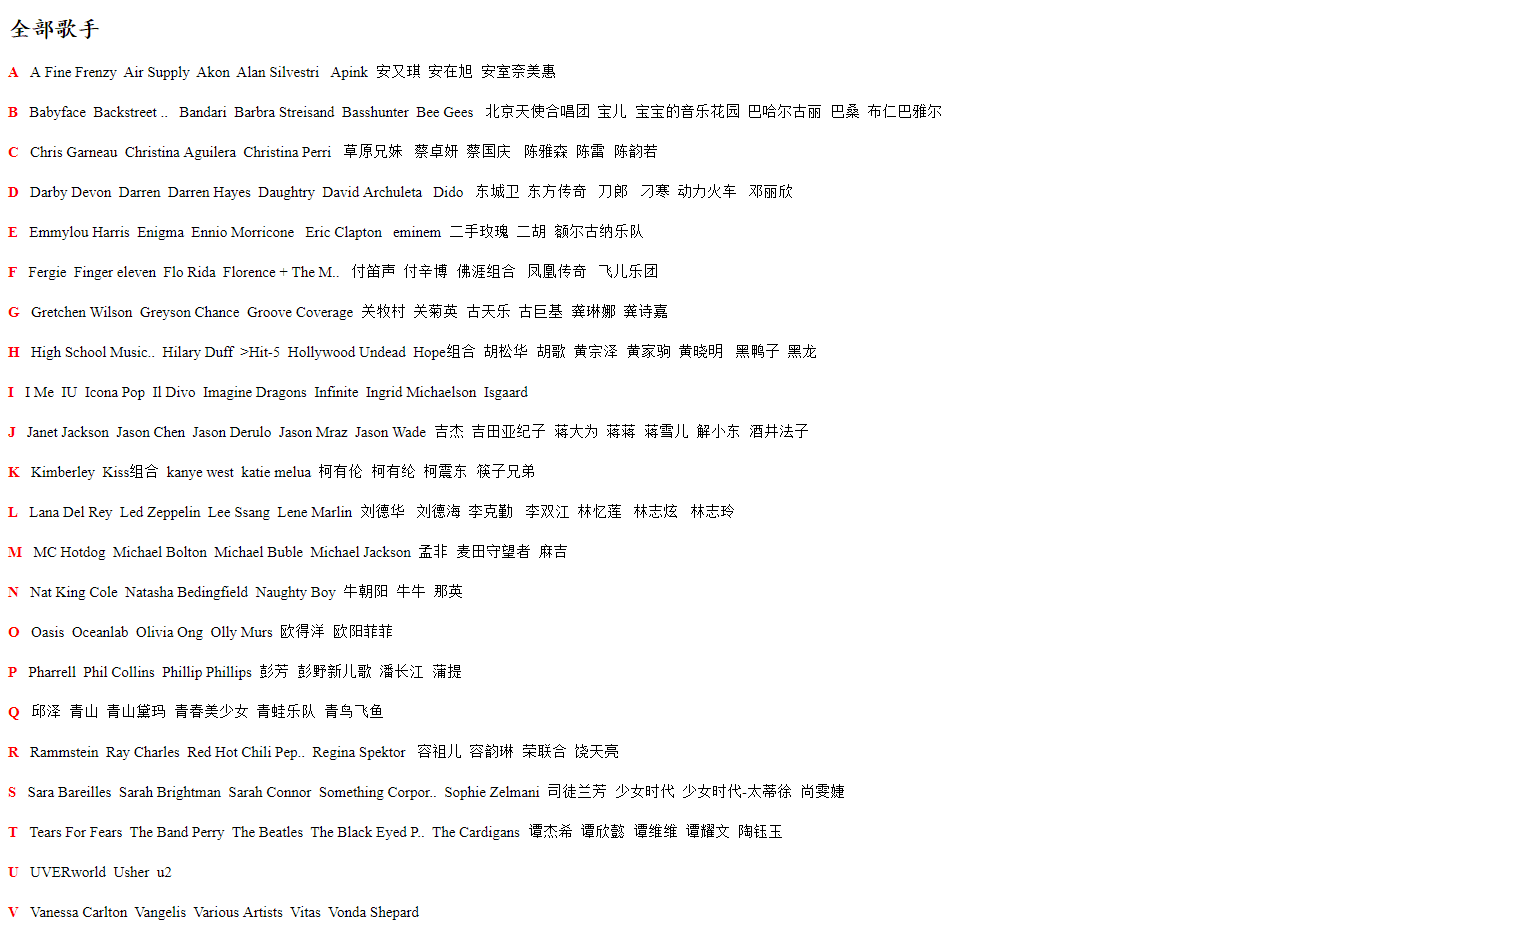 全部歌手
A A Fine Frenzy Air Supply Akon Alan Silvestri Apink 安又琪 安在旭 安室奈美惠
B Babyface Backstreet .. Bandari Barbra Streisand Basshunter Bee Gees 北京天使合唱团 宝儿 宝宝的音乐花园 巴哈尔古丽 巴桑 布仁巴雅尔
C Chris Garneau Christina Aguilera Christina Perri 草原兄妹 蔡卓妍 蔡国庆 陈雅森 陈雷 陈韵若
D Darby Devon Darren Darren Hayes Daughtry David Archuleta Dido 东城卫 东方传奇 刀郎 刁寒 动力火车 邓丽欣
E Emmylou Harris Enigma Ennio Morricone Eric Clapton eminem 二手玫瑰 二胡 额尔古纳乐队
F Fergie Finger eleven Flo Rida Florence + The M.. 付笛声 付辛博 佛涯组合 凤凰传奇 飞儿乐团
G Gretchen Wilson Greyson Chance Groove Coverage 关牧村 关菊英 古天乐 古巨基 龚琳娜 龚诗嘉
H High School Music.. Hilary Duff >Hit-5 Hollywood Undead Hope组合 胡松华 胡歌 黄宗泽 黄家驹 黄晓明 黑鸭子 黑龙
I I Me IU Icona Pop Il Divo Imagine Dragons Infinite Ingrid Michaelson Isgaard
J Janet Jackson Jason Chen Jason Derulo Jason Mraz Jason Wade 吉杰 吉田亚纪子 蒋大为 蒋蒋 蒋雪儿 解小东 酒井法子
K Kimberley Kiss组合 kanye west katie melua 柯有伦 柯有纶 柯震东 筷子兄弟
L Lana Del Rey Led Zeppelin Lee Ssang Lene Marlin 刘德华 刘德海 李克勤 李双江 林忆莲 林志炫 林志玲
M MC Hotdog Michael Bolton Michael Buble Michael Jackson 孟非 麦田守望者 麻吉
N Nat King Cole Natasha Bedingfield Naughty Boy 牛朝阳 牛牛 那英
O Oasis Oceanlab Olivia Ong Olly Murs 欧得洋 欧阳菲菲
P Pharrell Phil Collins Phillip Phillips 彭芳 彭野新儿歌 潘长江 蒲提
Q 邱泽 青山 青山黛玛 青春美少女 青蛙乐队 青鸟飞鱼
R Rammstein Ray Charles Red Hot Chili Pep.. Regina Spektor 容祖儿 容韵琳 荣联合 饶天亮
S Sara Bareilles Sarah Brightman Sarah Connor Something Corpor.. Sophie Zelmani 司徒兰芳 少女时代 少女时代-太蒂徐 尚雯婕
T Tears For Fears The Band Perry The Beatles The Black Eyed P.. The Cardigans 谭杰希 谭欣懿 谭维维 谭耀文 陶钰玉
U UVERworld Usher u2
V Vanessa Carlton Vangelis Various Artists Vitas Vonda Shepard